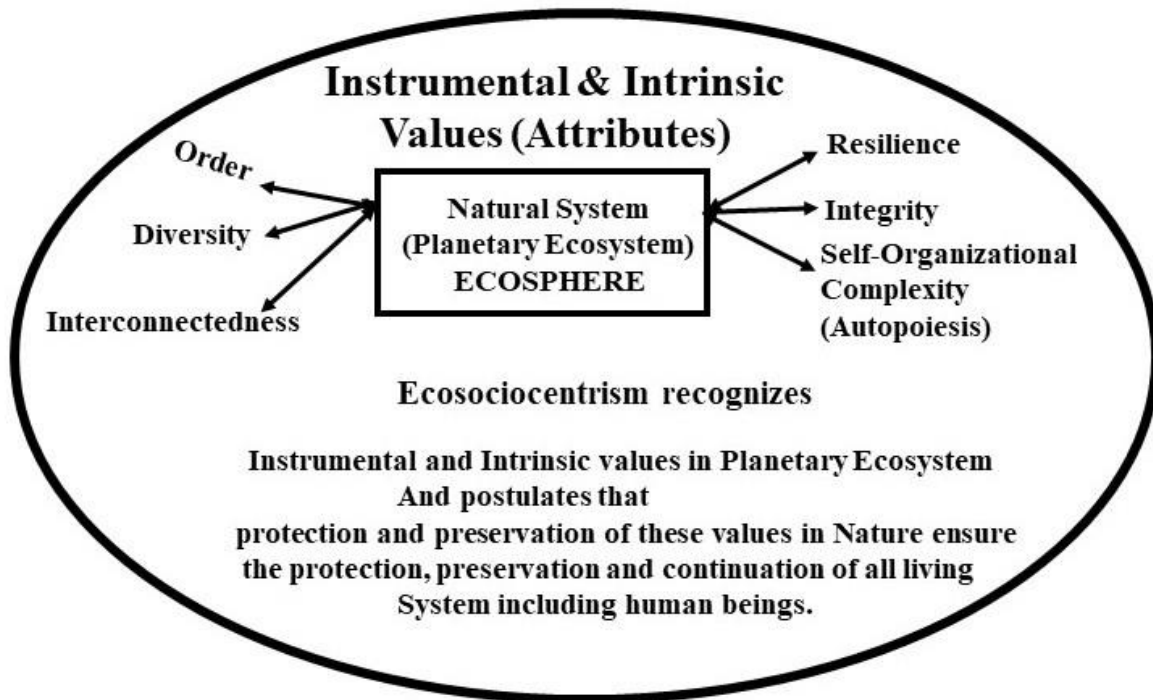 Instrumental & Intrinsic
Values (Attributes)
Order
Diversity
Interconnectedness
Natural System
(Planetary Ecosystem)
ECOSPHERE
Resilience
Integrity
Self-Organizational
Complexity
(Autopoiesis)
Ecosociocentrism recognizes
Instrumental and Intrinsic values in Planetary Ecosystem
And postulates that
protection and preservation of these values in Nature ensure
the protection, preservation and continuation of all living
System including human beings.